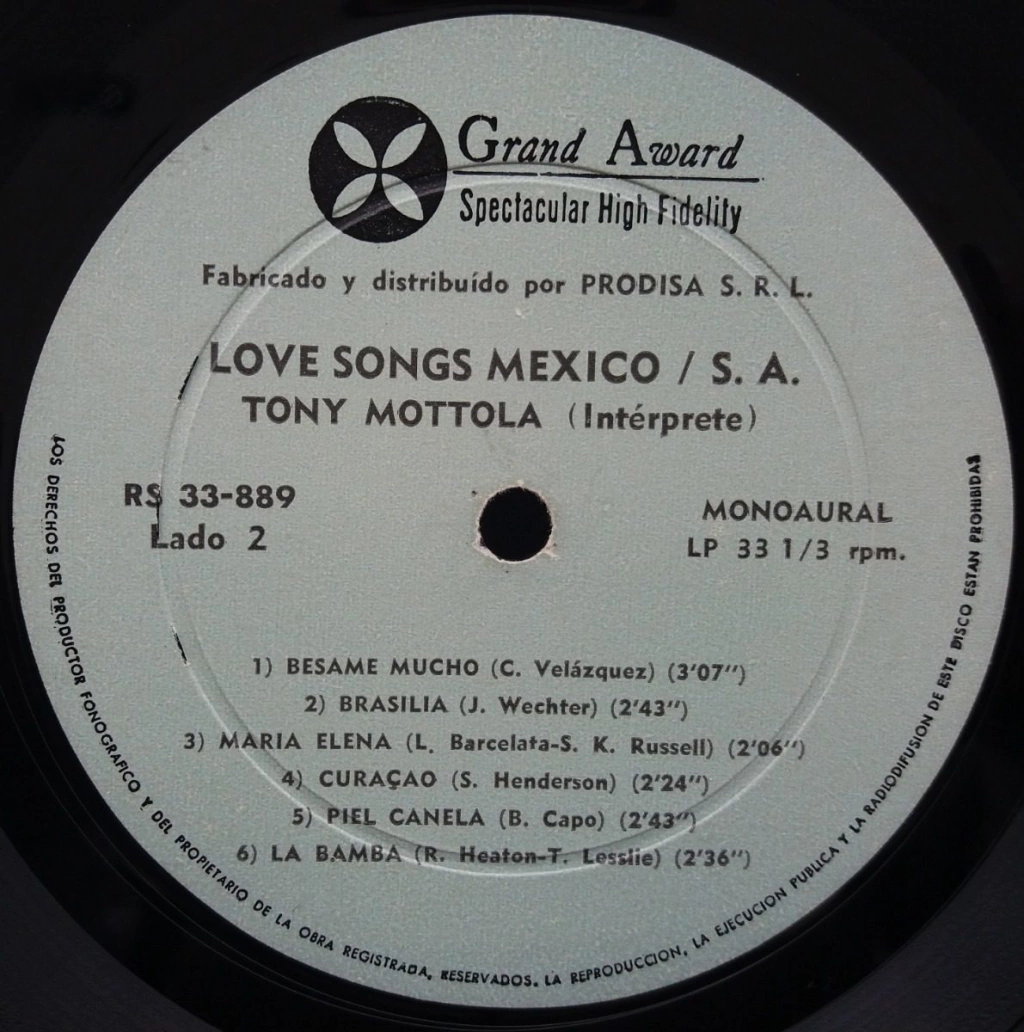 Grand Award
Spectacular High Fidelity
Fabricado y distribuído por PRODISA S. R. L.
LOVE SONGS MEXICO / S. A.
TONY MOTTOLA (Intérprete)
RS 33-889
Lado 2
MONOAURAL
LP 33 1/3 rpm.
1) BESAME MUCHO (C. Velázquez) (3'07")
2) BRASILIA (J. Wechter) (2'43")
3) MARIA ELENA (L. Barcelata-S. K. Russell) (2'06")
4) CURAÇAO (S. Henderson) (2'24")
5) PIEL CANELA (B. Capo) (2'43")
6) LA BAMBA (R. Heaton-T. Lesslie) (2'36")
LOS DERECHOS DEL PRODUCTOR FONOGRAFICO Y DEL PROPIETARIO DE LA OBRA REGISTRADA, RESERVADOS. LA REPRODUCCION, LA EJECUCION PUBLICA Y LA RADIODIFUSION DE ESTE DISCO ESTAN PROHIBIDAS